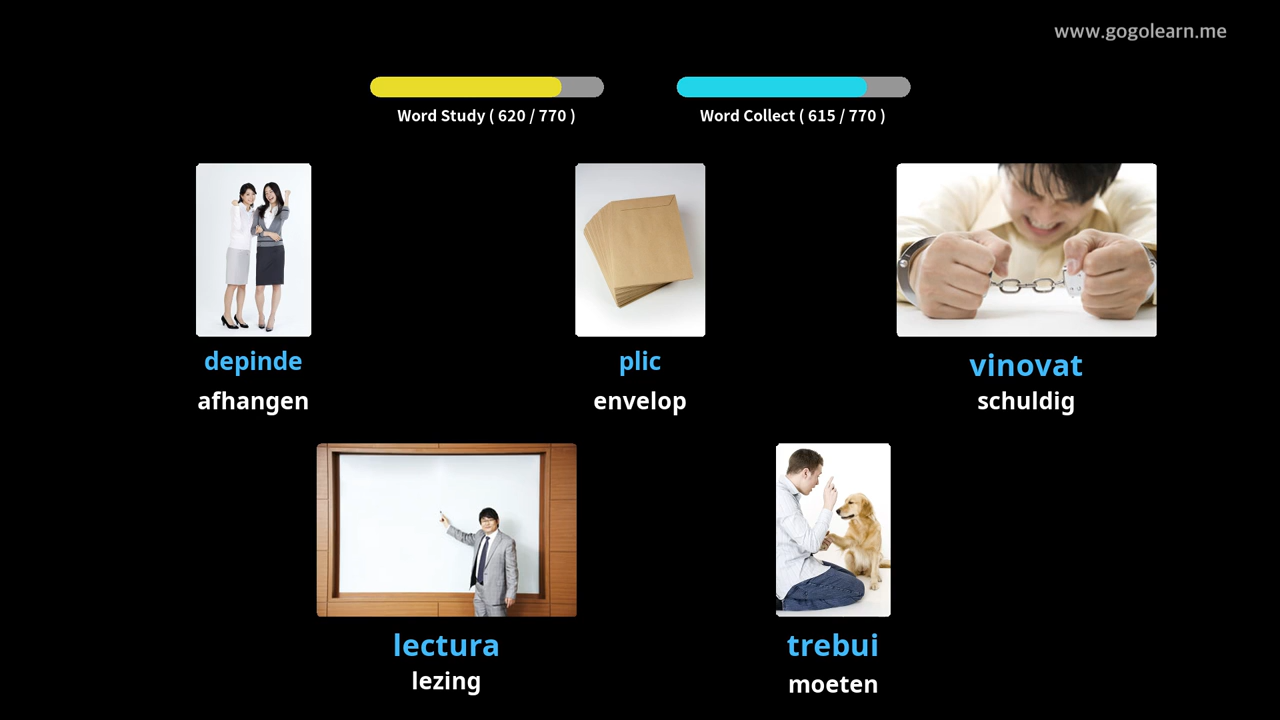 www.gogolearn.me
Word Study ( 620 / 770 )
Word Collect ( 615 / 770 )
depinde
afhangen
plic
envelop
vinovat
schuldig
lectura
lezing
trebui
moeten